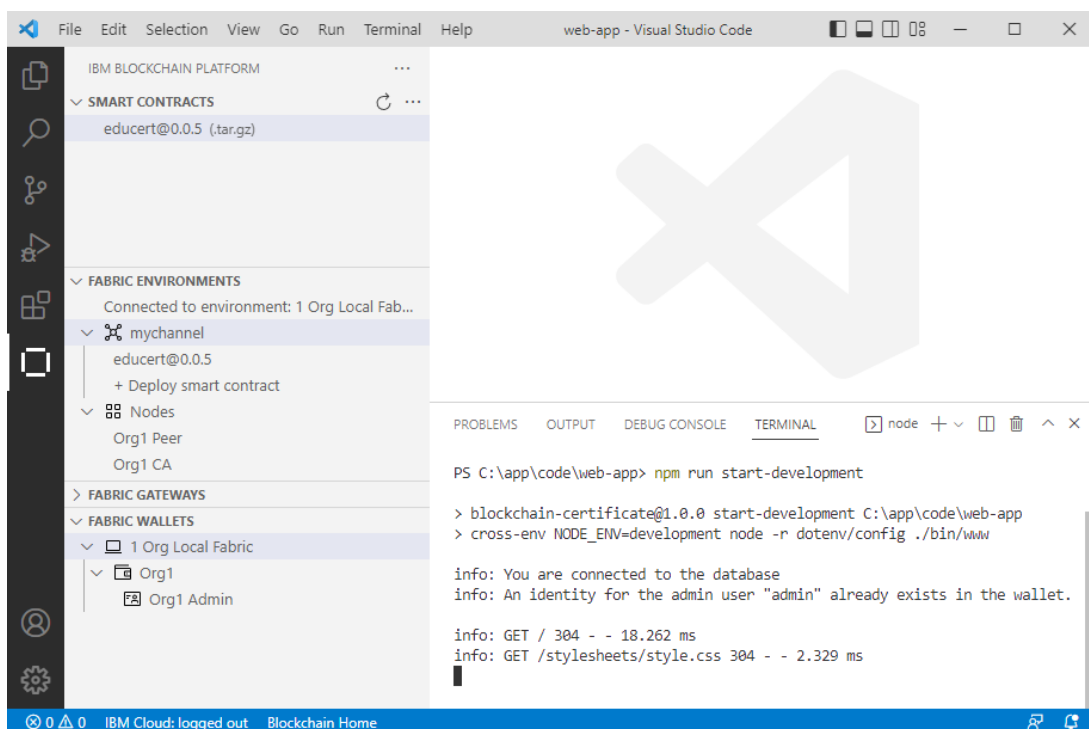 File Edit Selection View Go Run Terminal Help web-app - Visual Studio Code
IBM BLOCKCHAIN PLATFORM
SMART CONTRACTS
educert@0.0.5 (.tar.gz)
FABRIC ENVIRONMENTS
Connected to environment: 1 Org Local Fab...
mychannel
educert@0.0.5
+ Deploy smart contract
Nodes
Org1 Peer
Org1 CA
FABRIC GATEWAYS
FABRIC WALLETS
1 Org Local Fabric
Org1
Org1 Admin
PROBLEMS OUTPUT DEBUG CONSOLE TERMINAL node
PS C:\app\code\web-app> npm run start-development
> blockchain-certificate@1.0.0 start-development C:\app\code\web-app
> cross-env NODE_ENV=development node -r dotenv/config ./bin/www
info: You are connected to the database
info: An identity for the admin user "admin" already exists in the wallet.
info: GET / 304 - - 18.262 ms
info: GET /stylesheets/style.css 304 - - 2.329 ms
0 0 IBM Cloud: logged out Blockchain Home